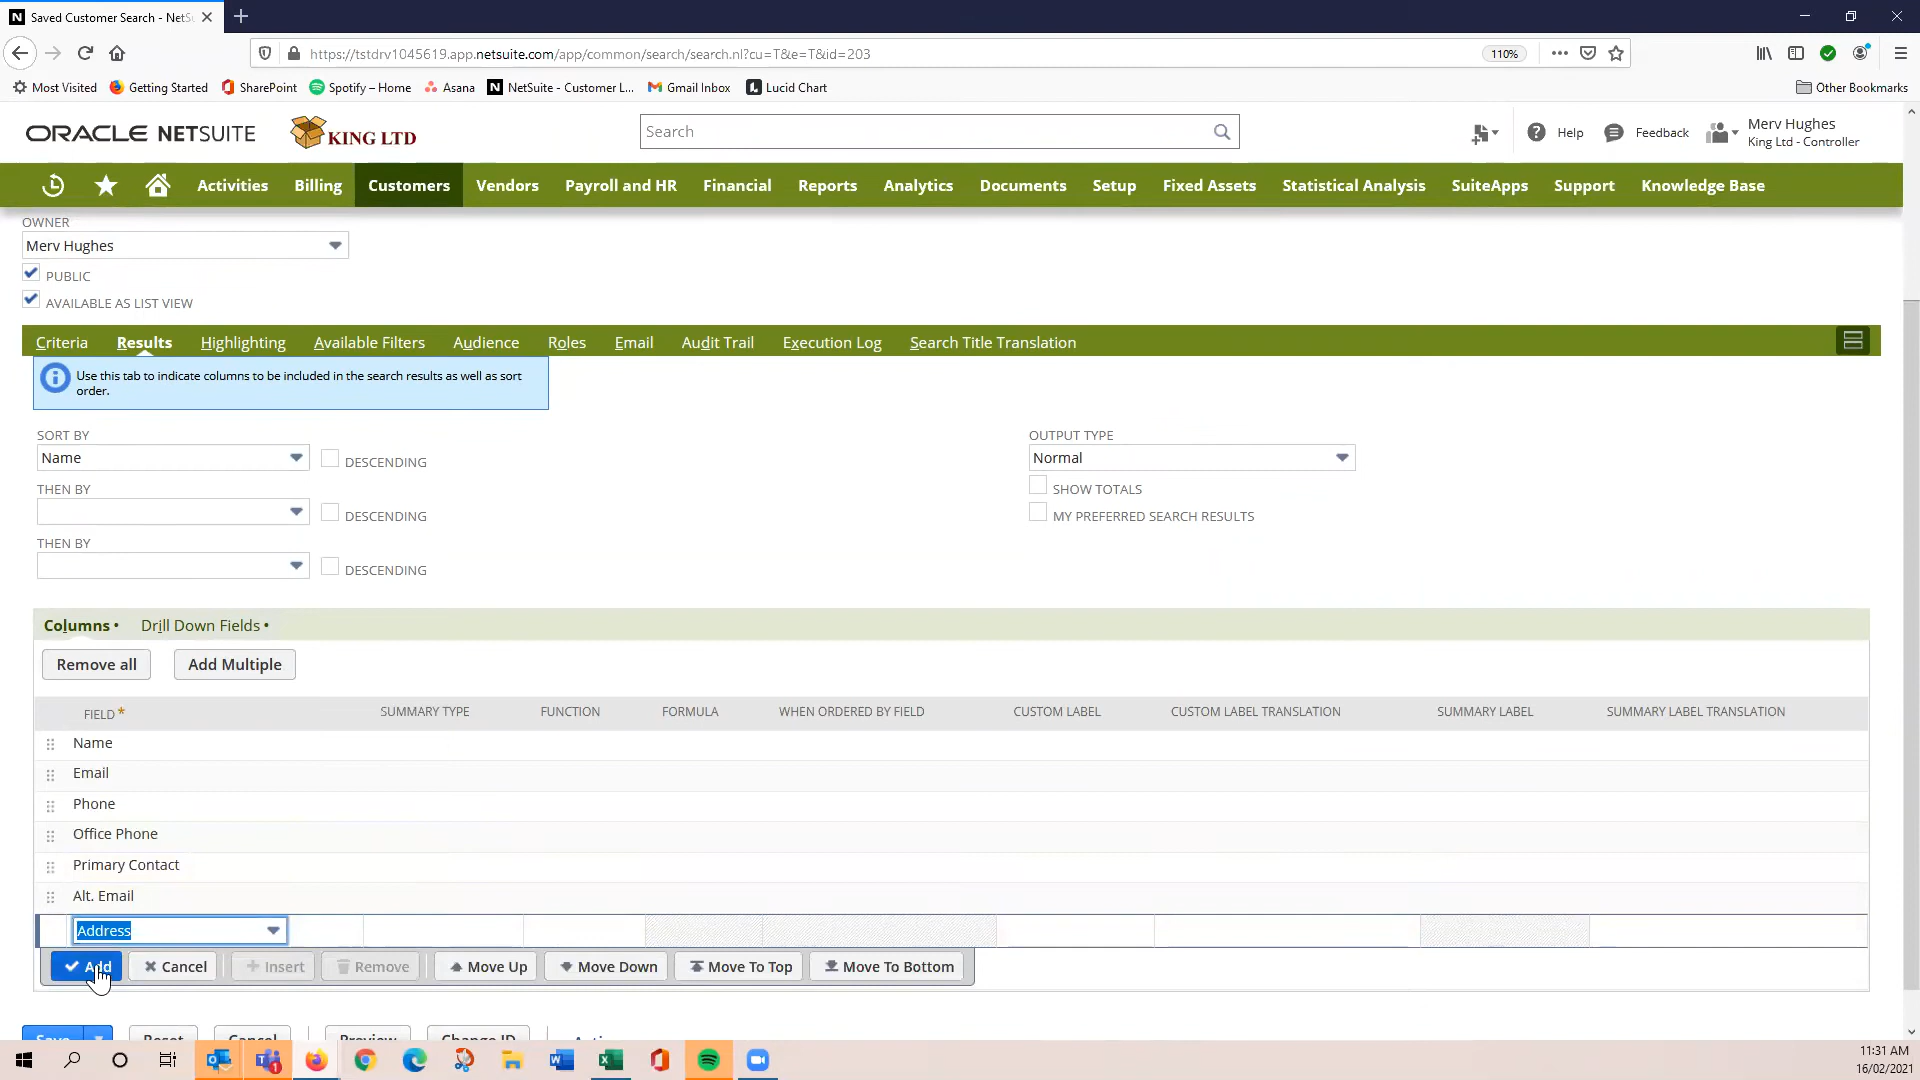 Saved Customer Search - NetSu
https://tstdrv1045619.app.netsuite.com/app/common/search/search.nl?cu=T&e=T&id=203
110%
Most Visited
Getting Started
SharePoint
Spotify – Home
Asana
NetSuite - Customer L...
Gmail Inbox
Lucid Chart
Other Bookmarks
ORACLE NETSUITE
KING LTD
Search
Help
Feedback
Merv Hughes
King Ltd - Controller
Activities
Billing
Customers
Vendors
Payroll and HR
Financial
Reports
Analytics
Documents
Setup
Fixed Assets
Statistical Analysis
SuiteApps
Support
Knowledge Base
OWNER
Merv Hughes
PUBLIC
AVAILABLE AS LIST VIEW
Criteria
Results
Highlighting
Available Filters
Audience
Roles
Email
Audit Trail
Execution Log
Search Title Translation
Use this tab to indicate columns to be included in the search results as well as sort
order.
SORT BY
Name
DESCENDING
THEN BY
DESCENDING
THEN BY
DESCENDING
OUTPUT TYPE
Normal
SHOW TOTALS
MY PREFERRED SEARCH RESULTS
Columns •
Drill Down Fields •
Remove all
Add Multiple
FIELD *
SUMMARY TYPE
FUNCTION
FORMULA
WHEN ORDERED BY FIELD
CUSTOM LABEL
CUSTOM LABEL TRANSLATION
SUMMARY LABEL
SUMMARY LABEL TRANSLATION
Name
Email
Phone
Office Phone
Primary Contact
Alt. Email
Address
Add
Cancel
Insert
Remove
Move Up
Move Down
Move To Top
Move To Bottom
Save
Reset
Cancel
Preview
Change ID
11:31 AM
16/02/2021